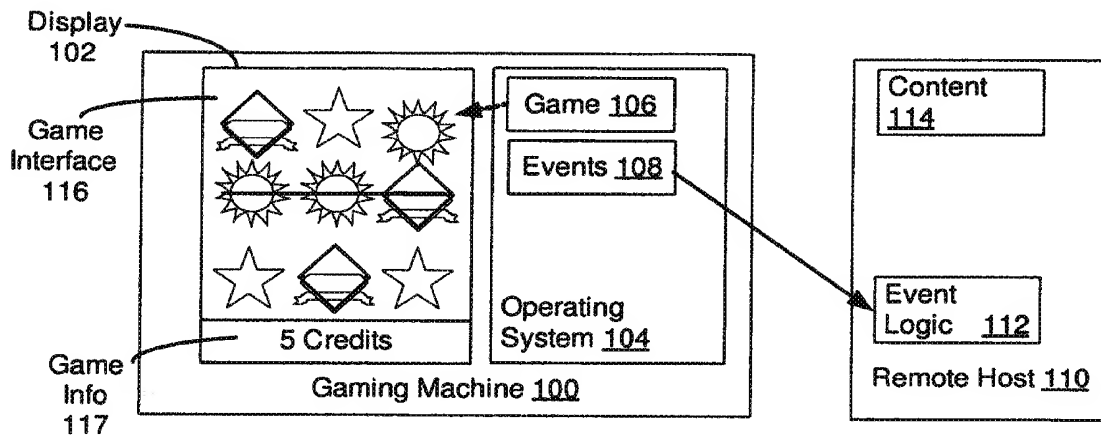 Display
102
Game
Interface
116
Game
Info
117
Game 106
Events 108
Operating
System 104
5 Credits
Gaming Machine 100
Content
114
Event
Logic 112
Remote Host 110